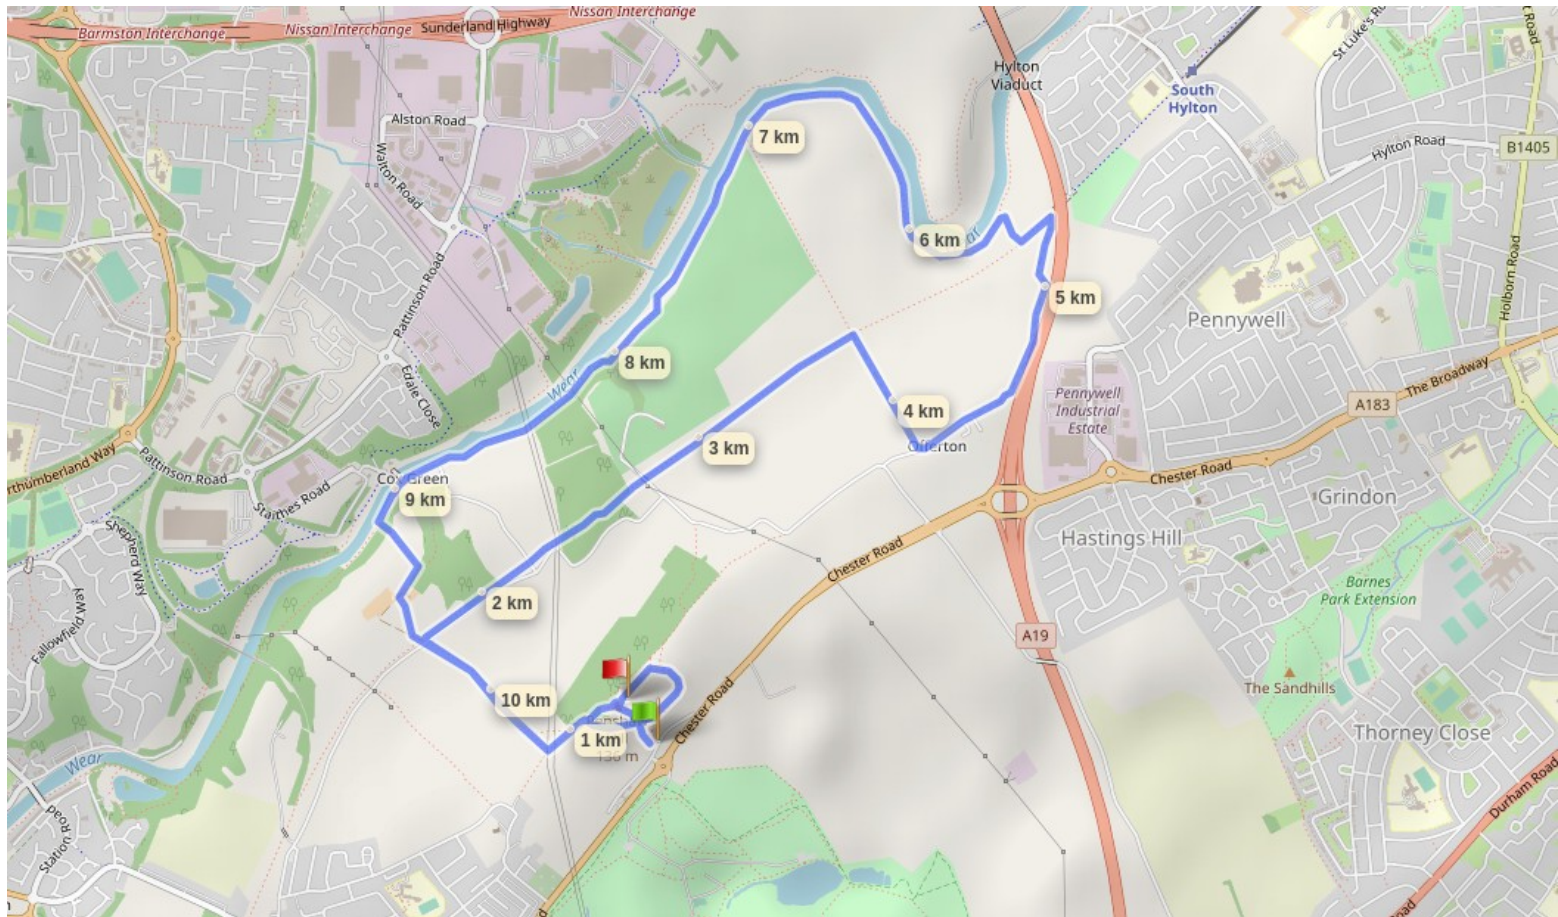 Nissan Interchange
Barmston Interchange
Nissan Interchange
Sunderland Highway
St Luke's
Road
Hylton
Viaduct
South
Hylton
Alston Road
Walton Road
7 km
Hylton Road
B1405
6 km
5 km
Holborn Road
Pattinson Road
Pennywell
8 km
Wear
Edale Close
The Broadway
A183
Pennywell
Industrial
Estate
4 km
Offerton
3 km
rthumberland Way
Pattinson Road
Staithes Road
Cox Green
9 km
Chester Road
Grindon
Shepherd Way
Hastings Hill
Chester Road
Barnes
Park Extension
2 km
Fallowfield Way
A19
The Sandhills
10 km
Chester Road
1 km
136 m
Thorney Close
Wear
Durham Road
Station Road
oad